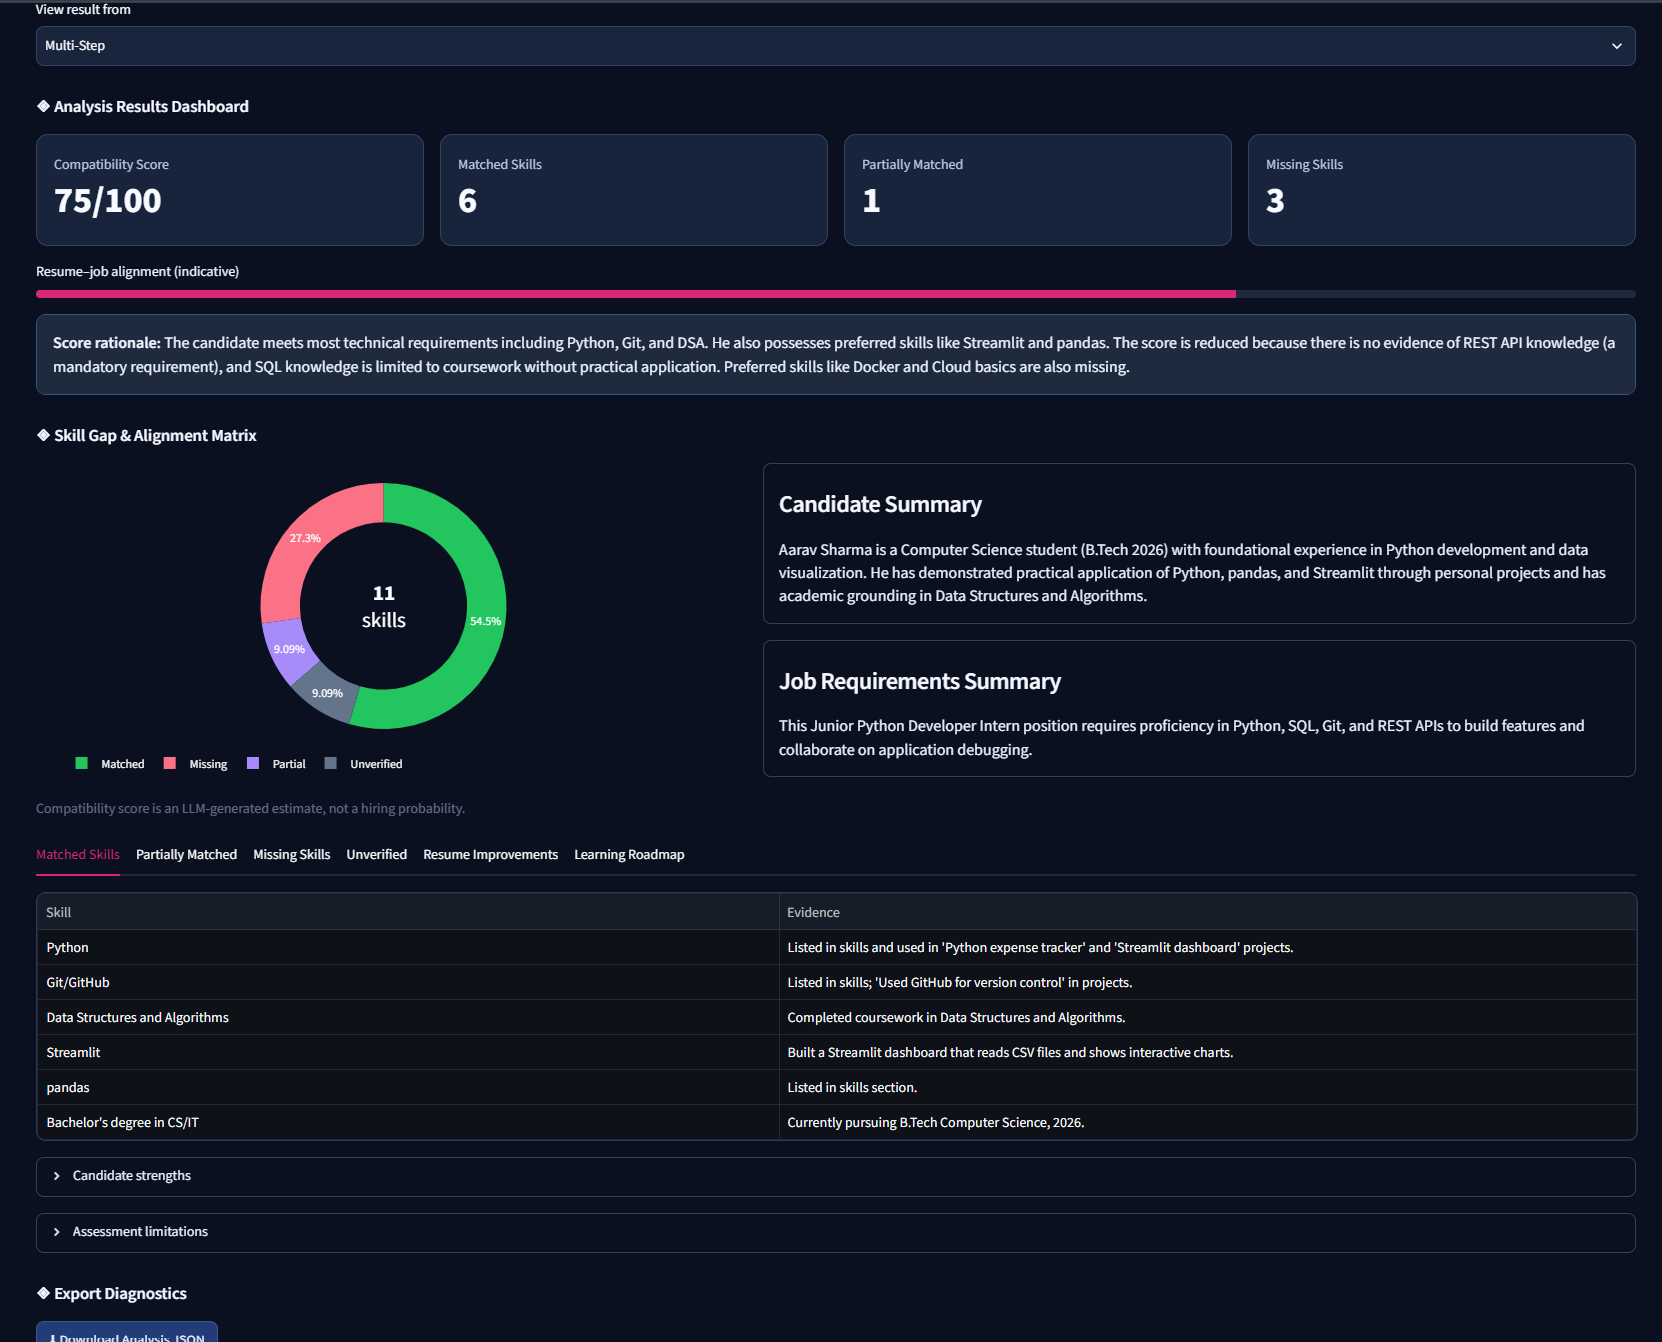 View result from
Multi-Step
Analysis Results Dashboard
Compatibility Score
75/100
Matched Skills
6
Partially Matched
1
Missing Skills
3
Resume–job alignment (indicative)
Score rationale: The candidate meets most technical requirements including Python, Git, and DSA. He also possesses preferred skills like Streamlit and pandas. The score is reduced because there is no evidence of REST API knowledge (a
mandatory requirement), and SQL knowledge is limited to coursework without practical application. Preferred skills like Docker and Cloud basics are also missing.
Skill Gap & Alignment Matrix
27.3%
54.5%
9.09%
9.09%
11
skills
Matched
Missing
Partial
Unverified
Candidate Summary
Aarav Sharma is a Computer Science student (B.Tech 2026) with foundational experience in Python development and data
visualization. He has demonstrated practical application of Python, pandas, and Streamlit through personal projects and has
academic grounding in Data Structures and Algorithms.
Job Requirements Summary
This Junior Python Developer Intern position requires proficiency in Python, SQL, Git, and REST APIs to build features and
collaborate on application debugging.
Compatibility score is an LLM-generated estimate, not a hiring probability.
Matched Skills Partially Matched Missing Skills Unverified Resume Improvements Learning Roadmap
Skill Evidence
Python Listed in skills and used in 'Python expense tracker' and 'Streamlit dashboard' projects.
Git/GitHub Listed in skills; 'Used GitHub for version control' in projects.
Data Structures and Algorithms Completed coursework in Data Structures and Algorithms.
Streamlit Built a Streamlit dashboard that reads CSV files and shows interactive charts.
pandas Listed in skills section.
Bachelor's degree in CS/IT Currently pursuing B.Tech Computer Science, 2026.
Candidate strengths
Assessment limitations
Export Diagnostics
Download Analysis JSON